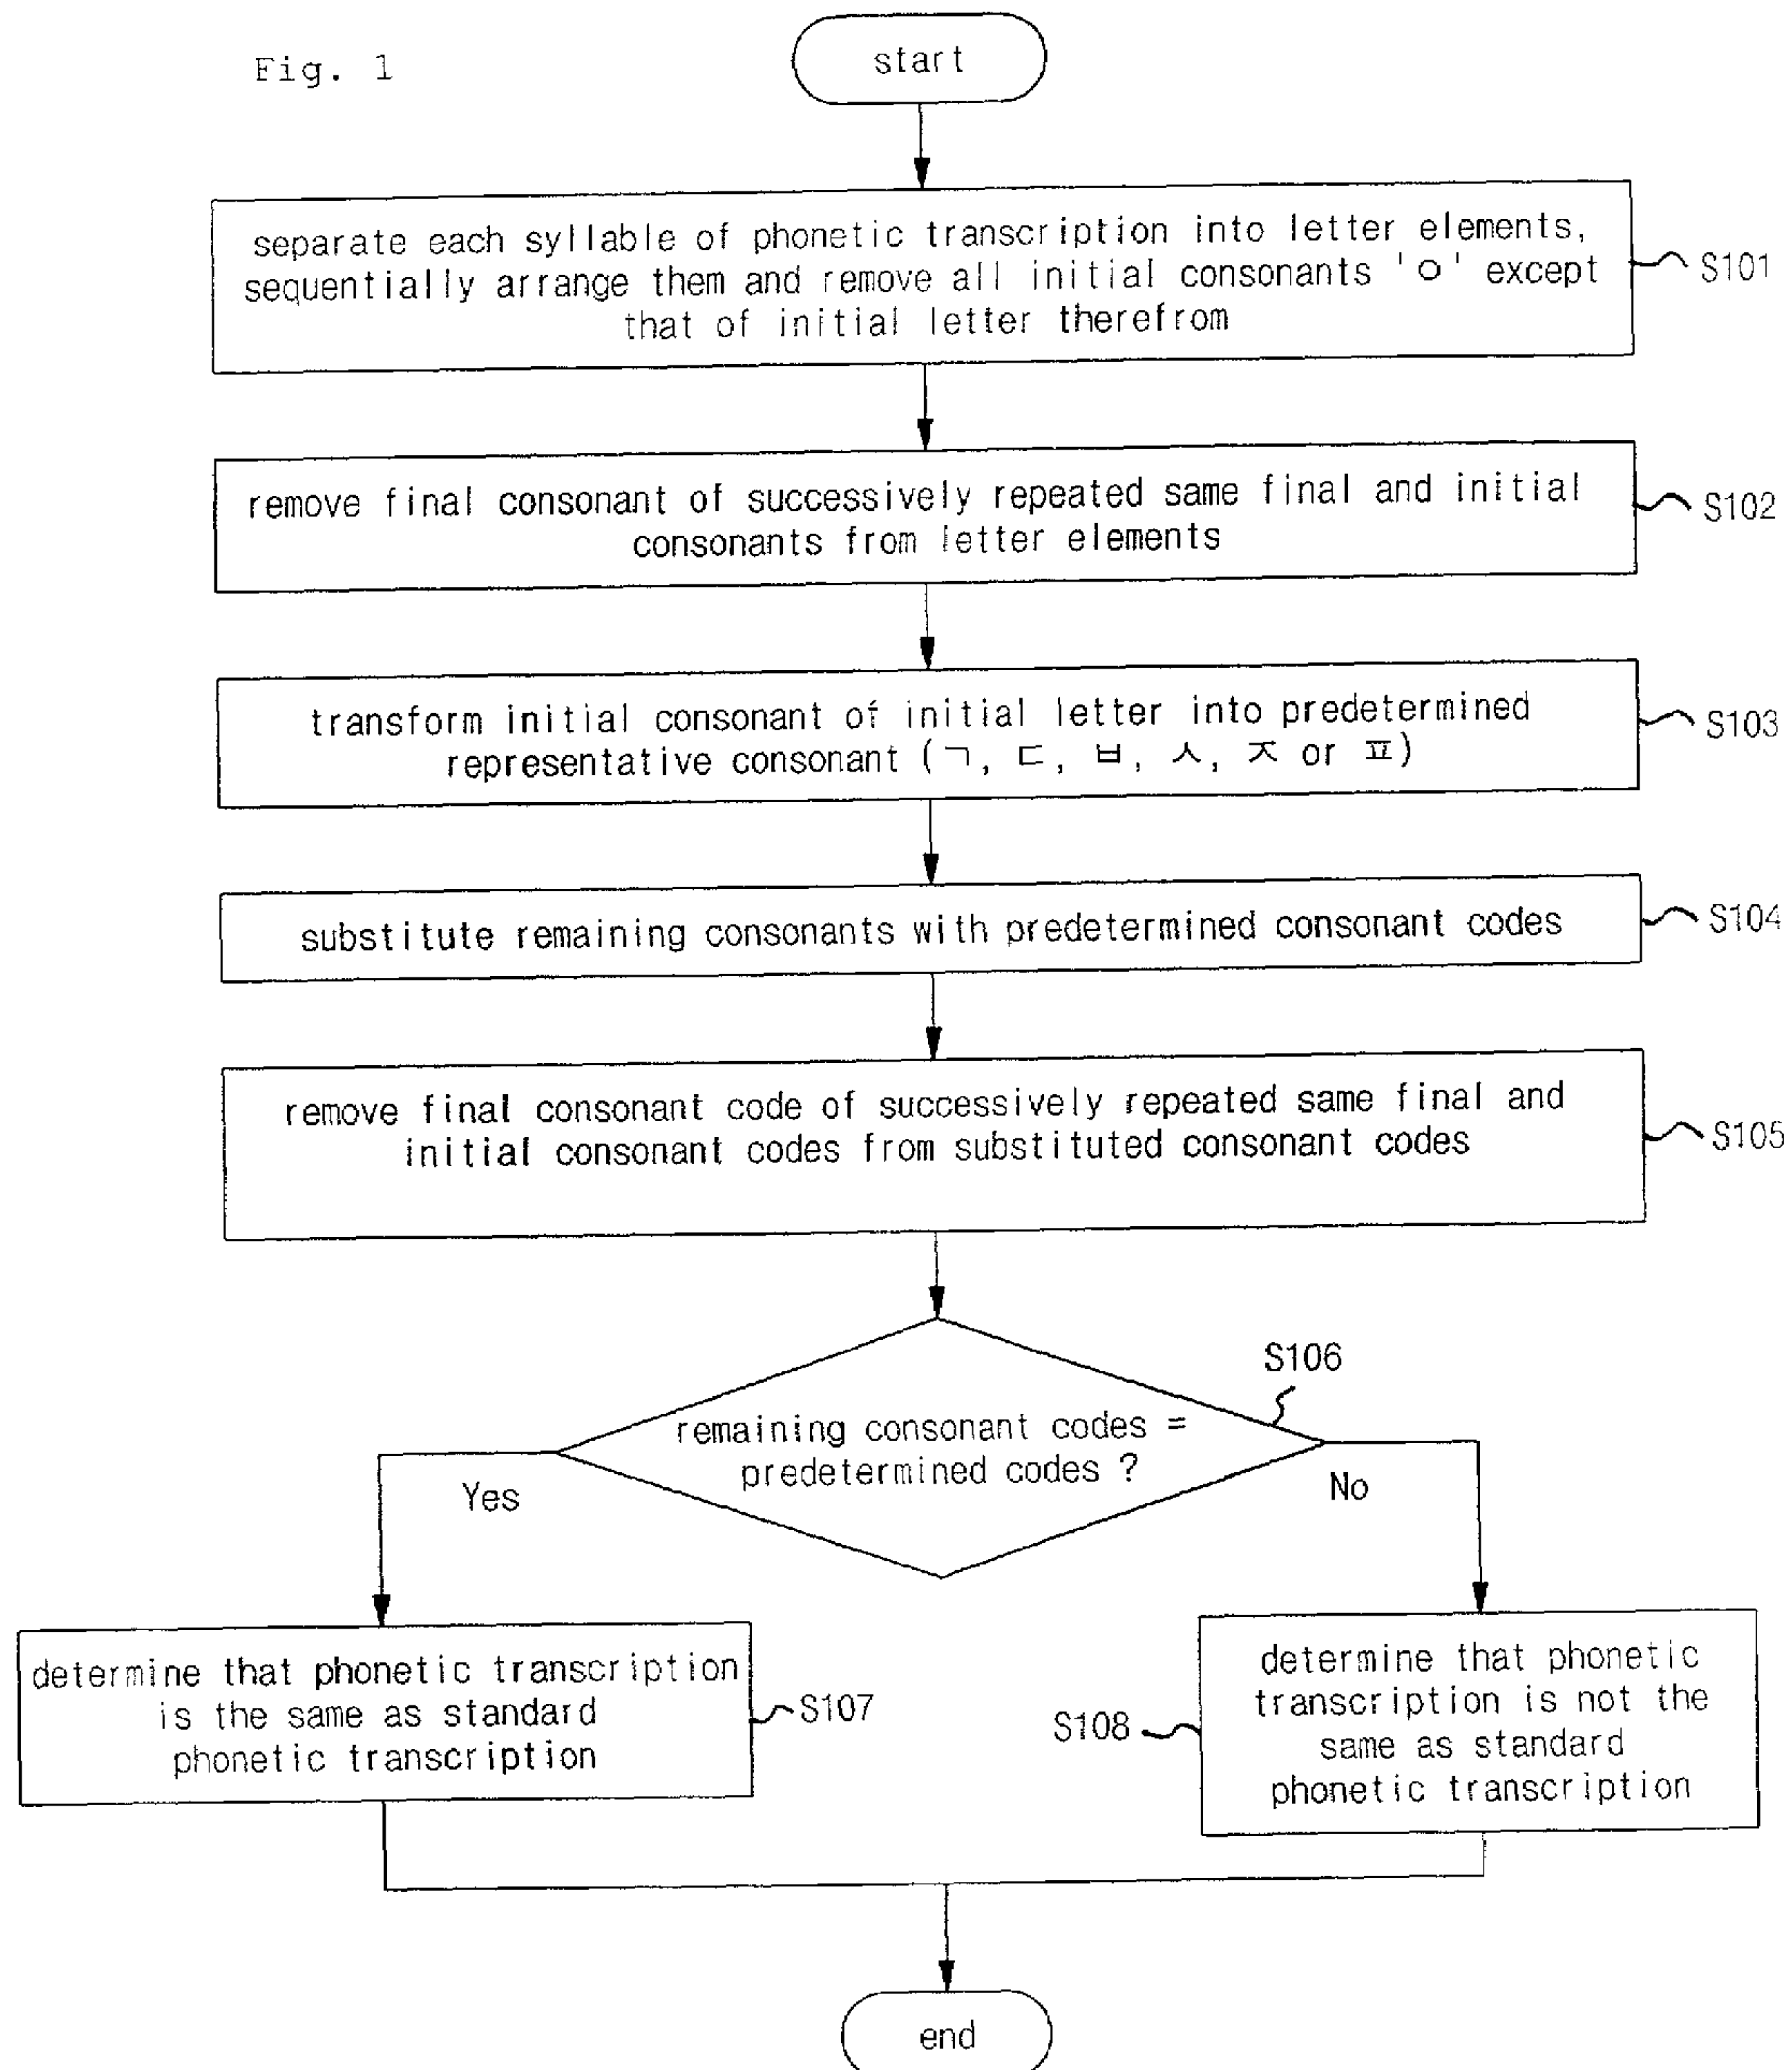 Fig. 1
start
separate each syllable of phonetic transcription into letter elements,
sequentially arrange them and remove all initial consonants 'ㅇ' except
that of initial letter therefrom
S101
remove final consonant of successively repeated same final and initial
consonants from letter elements
S102
transform initial consonant of initial letter into predetermined
representative consonant (ㄱ, ㄷ, ㅂ, ㅅ, ㅈ or ㅍ)
S103
substitute remaining consonants with predetermined consonant codes
S104
remove final consonant code of successively repeated same final and
initial consonant codes from substituted consonant codes
S105
S106
remaining consonant codes =
predetermined codes ?
Yes
No
determine that phonetic transcription
is the same as standard
phonetic transcription
S107
S108
determine that phonetic
transcription is not the
same as standard
phonetic transcription
end